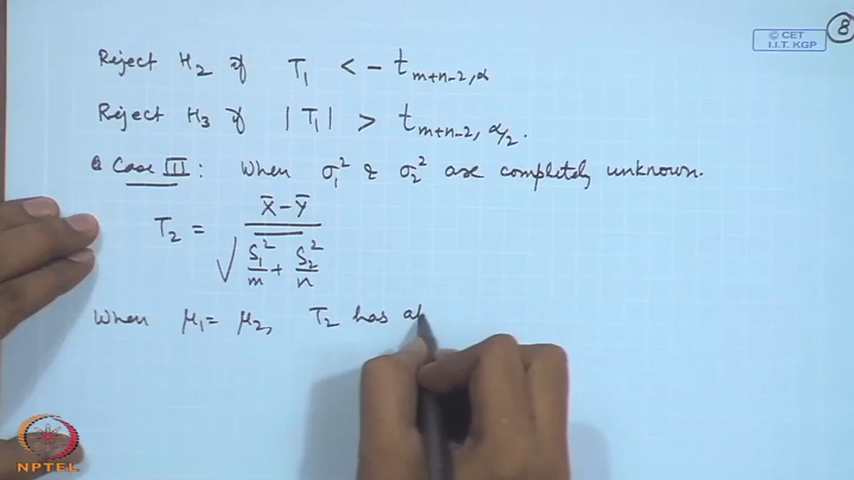 8
© CET
I.I.T. KGP
Reject H₂ if T₁ < - t_{m+n-2, α}
Reject H₃ if |T₁| > t_{m+n-2, α/2}.
Case III: When σ₁² & σ₂² are completely unknown.
T₂ = (X̄ - Ȳ) / √(S₁²/m + S₂²/n)
When μ₁ = μ₂, T₂ has
NPTEL